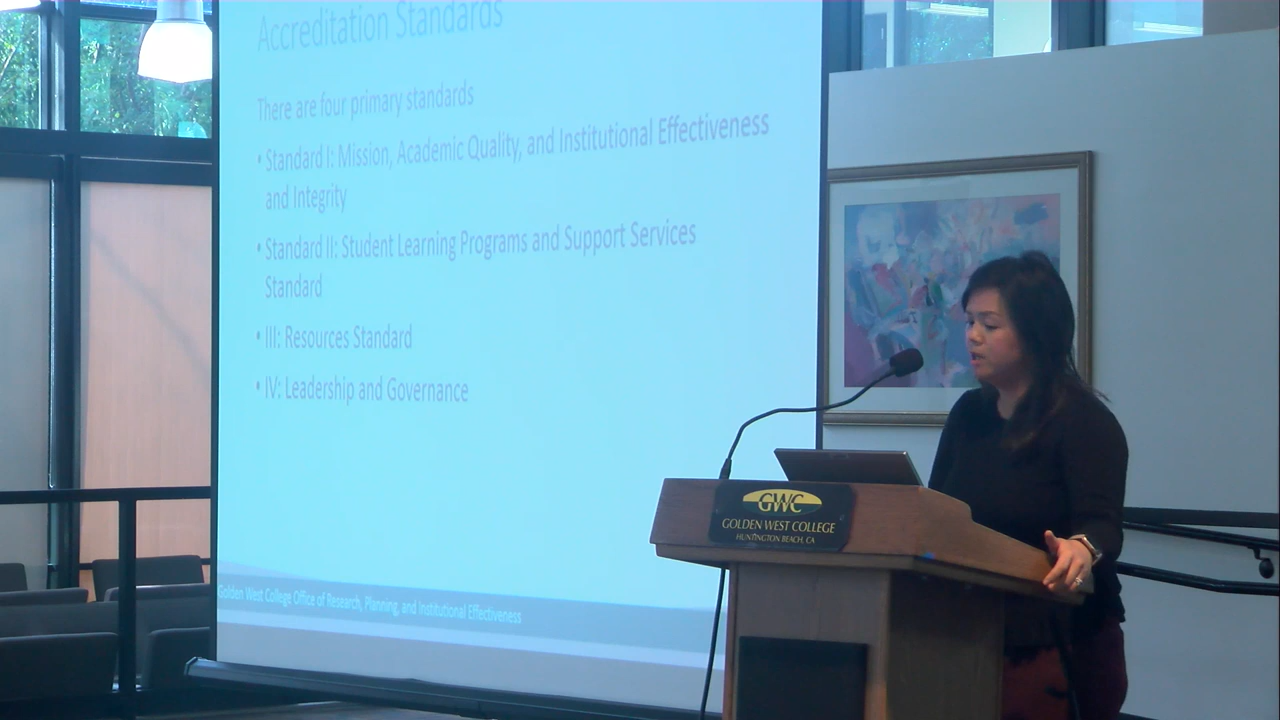 Accreditation Standards
There are four primary standards
• Standard I: Mission, Academic Quality, and Institutional Effectiveness
and Integrity
• Standard II: Student Learning Programs and Support Services
Standard
• III: Resources Standard
• IV: Leadership and Governance
Golden West College Office of Research, Planning, and Institutional Effectiveness
GWC
GOLDEN WEST COLLEGE
HUNTINGTON BEACH, CA